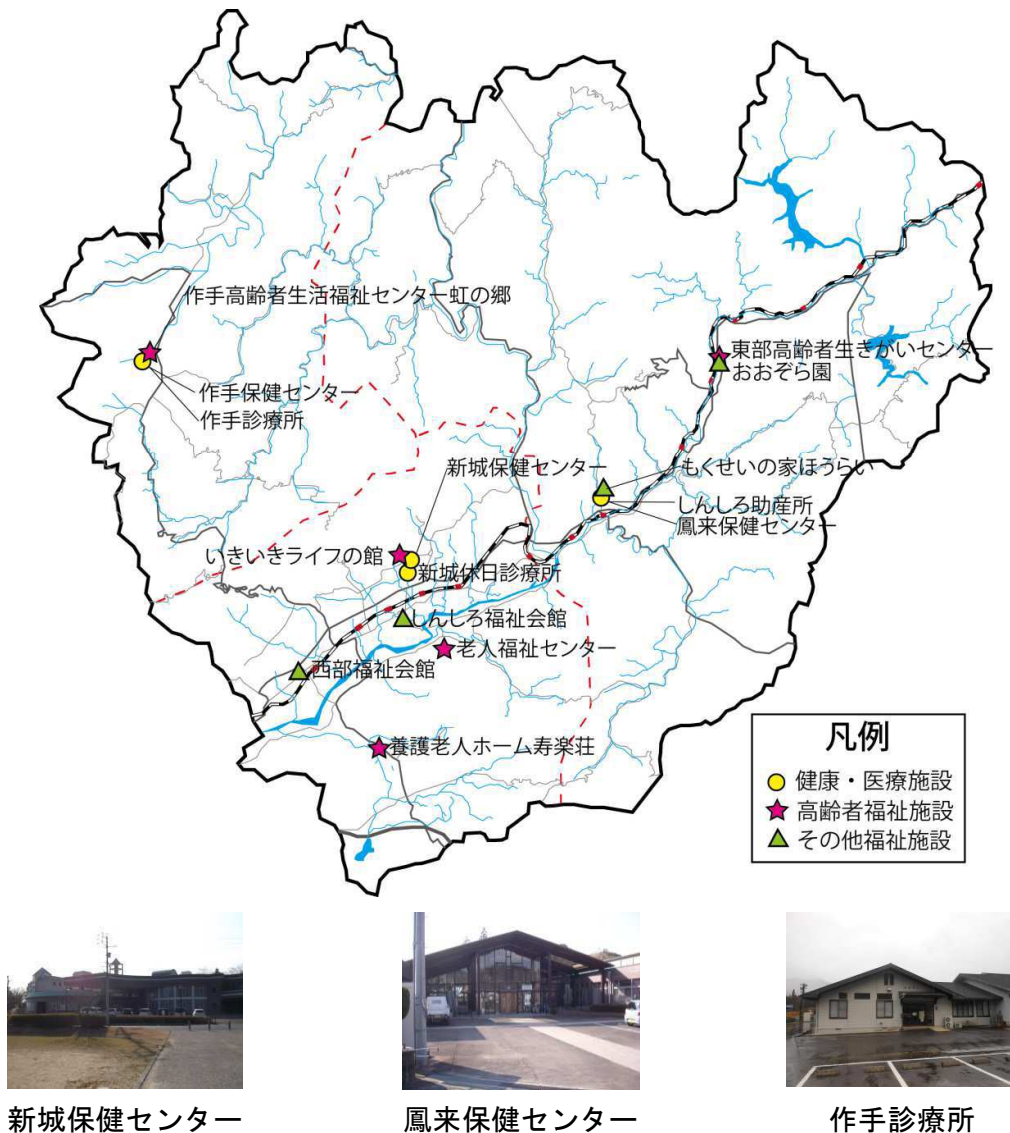 作手高齢者生活福祉センター虹の郷
東部高齢者生きがいセンター
おおぞら園
作手保健センター
作手診療所
新城保健センター
もくせいの家ほうらい
しんしろ助産所
鳳来保健センター
いきいきライフの館
新城休日診療所
しんしろ福祉会館
老人福祉センター
西部福祉会館
養護老人ホーム寿楽荘
凡例
健康・医療施設
高齢者福祉施設
その他福祉施設
新城保健センター
鳳来保健センター
作手診療所